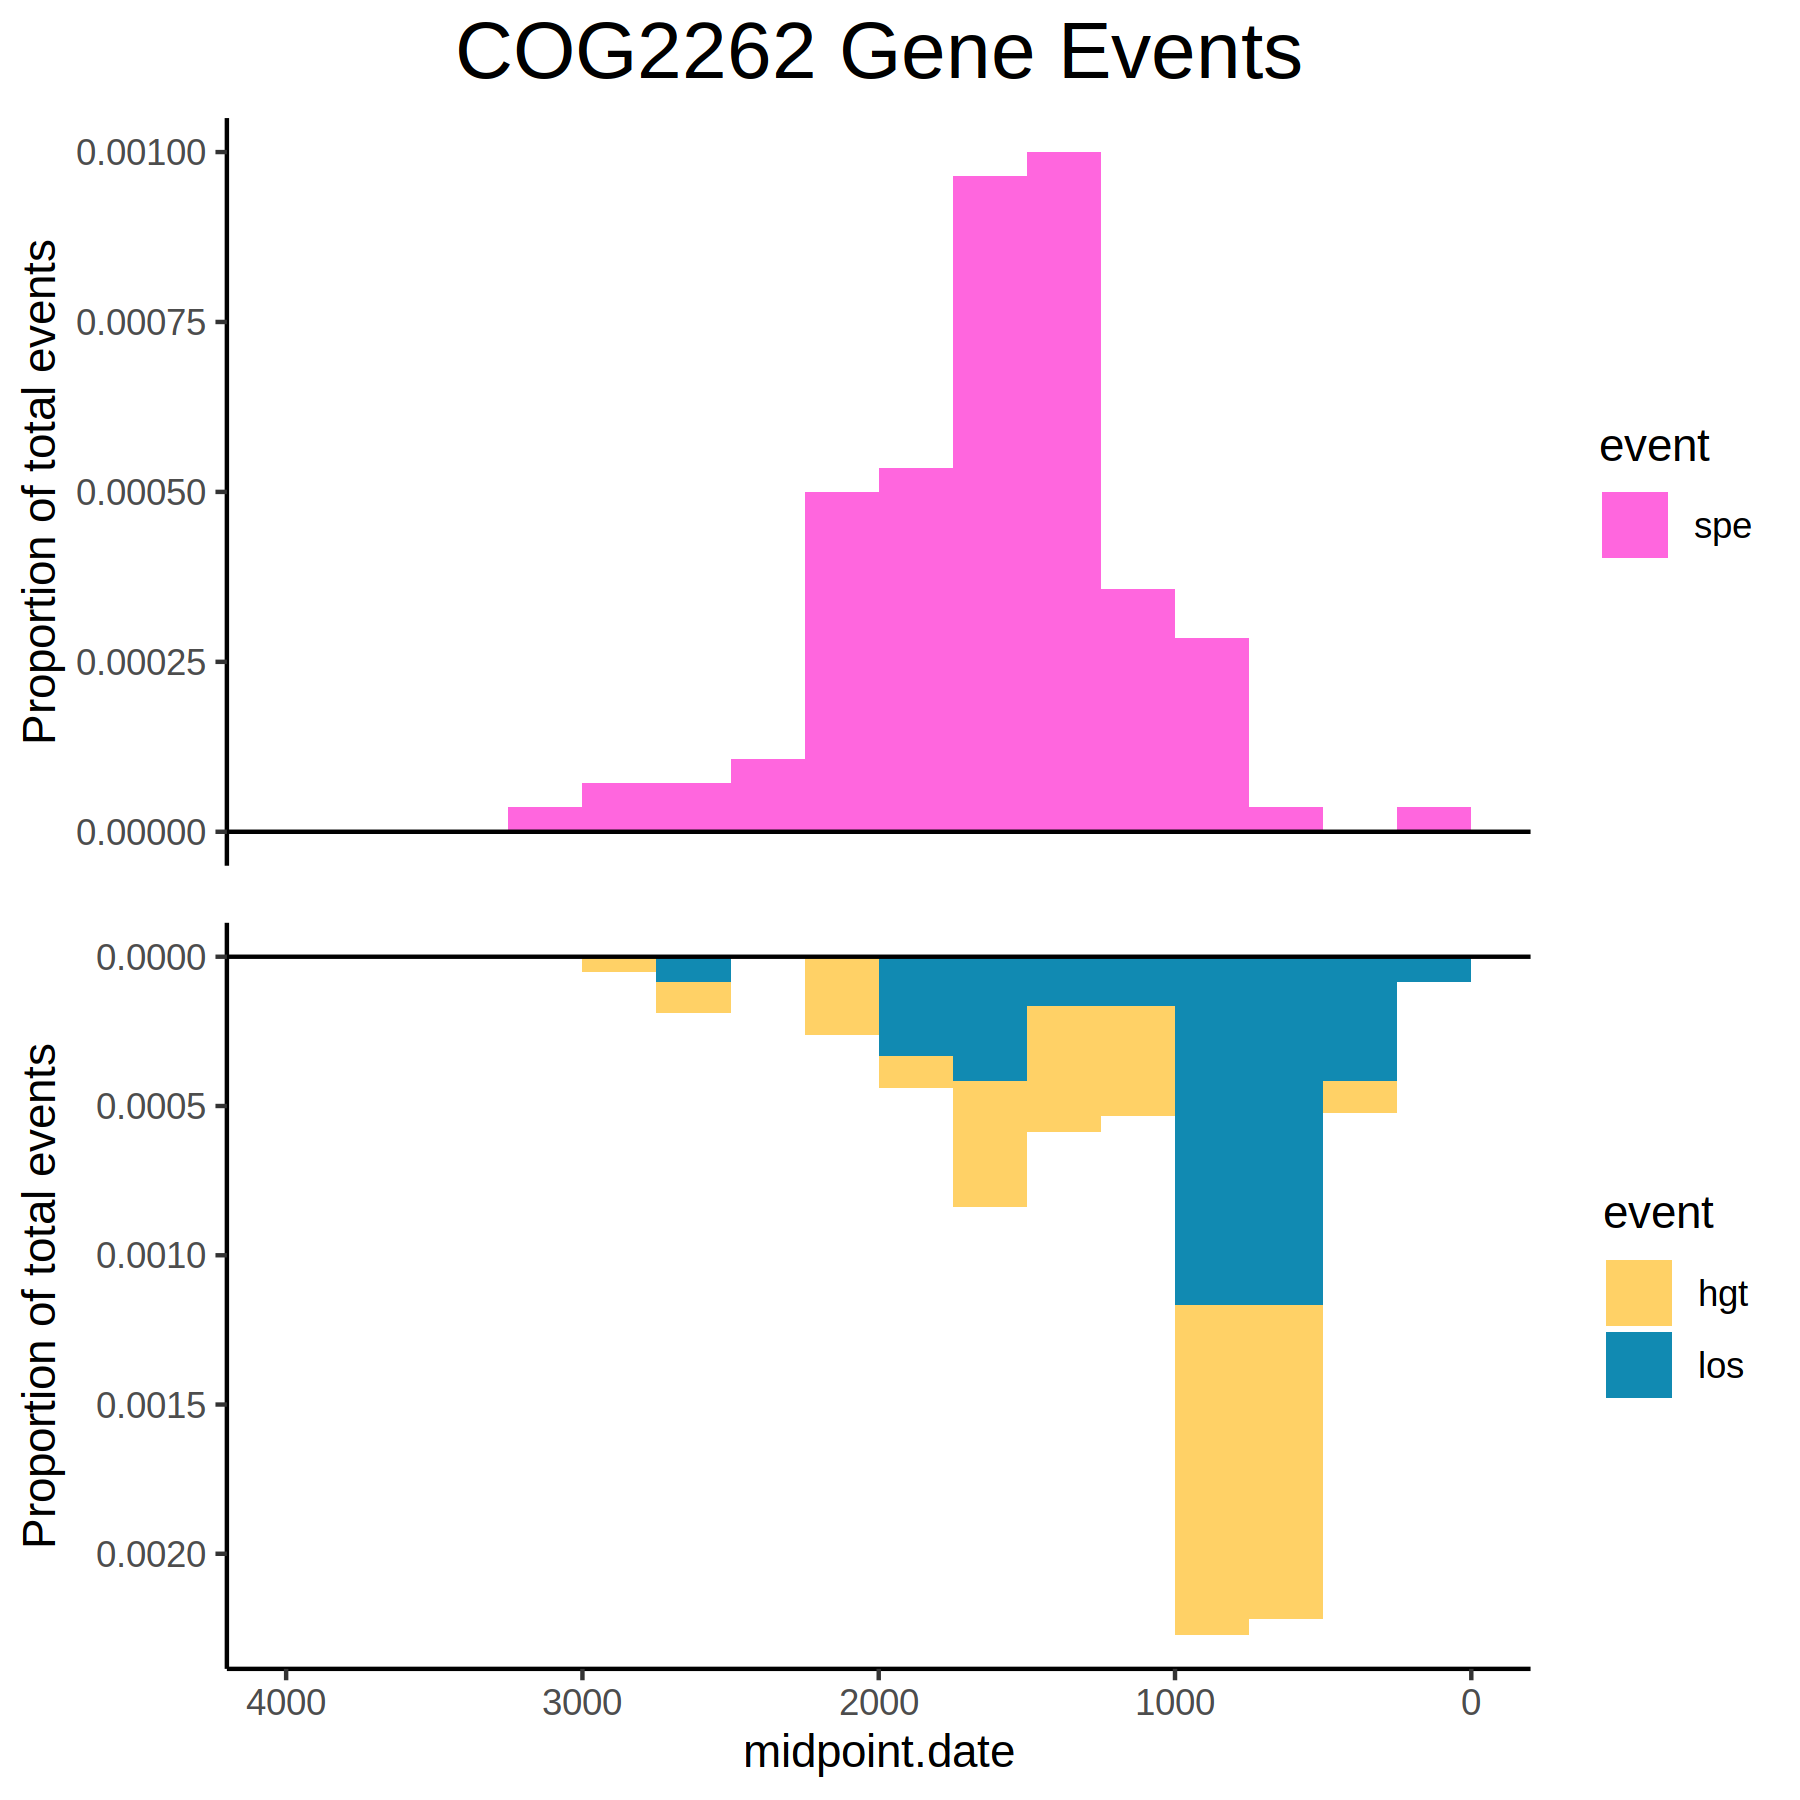 COG2262 Gene Events
Proportion of total events
0.00100
0.00075
0.00050
0.00025
0.00000
event
spe
Proportion of total events
0.0000
0.0005
0.0010
0.0015
0.0020
event
hgt
los
4000 3000 2000 1000 0
midpoint.date